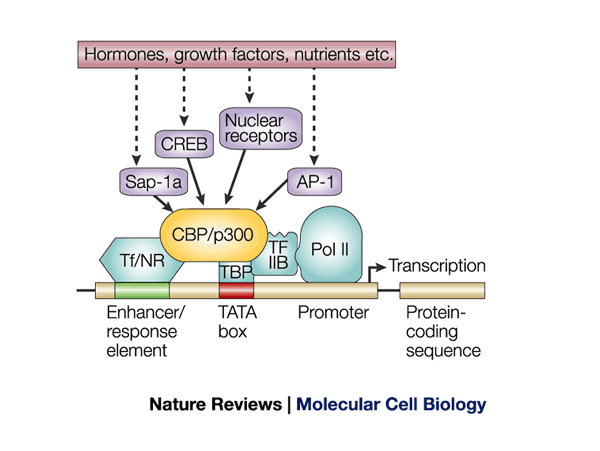 Hormones, growth factors, nutrients etc.
Nuclear
receptors
CREB
Sap-1a
AP-1
CBP/p300
Tf/NR
TF
IIB
Pol II
TBP
Transcription
Enhancer/
response
element
TATA
box
Promoter
Protein-
coding
sequence
Nature Reviews | Molecular Cell Biology